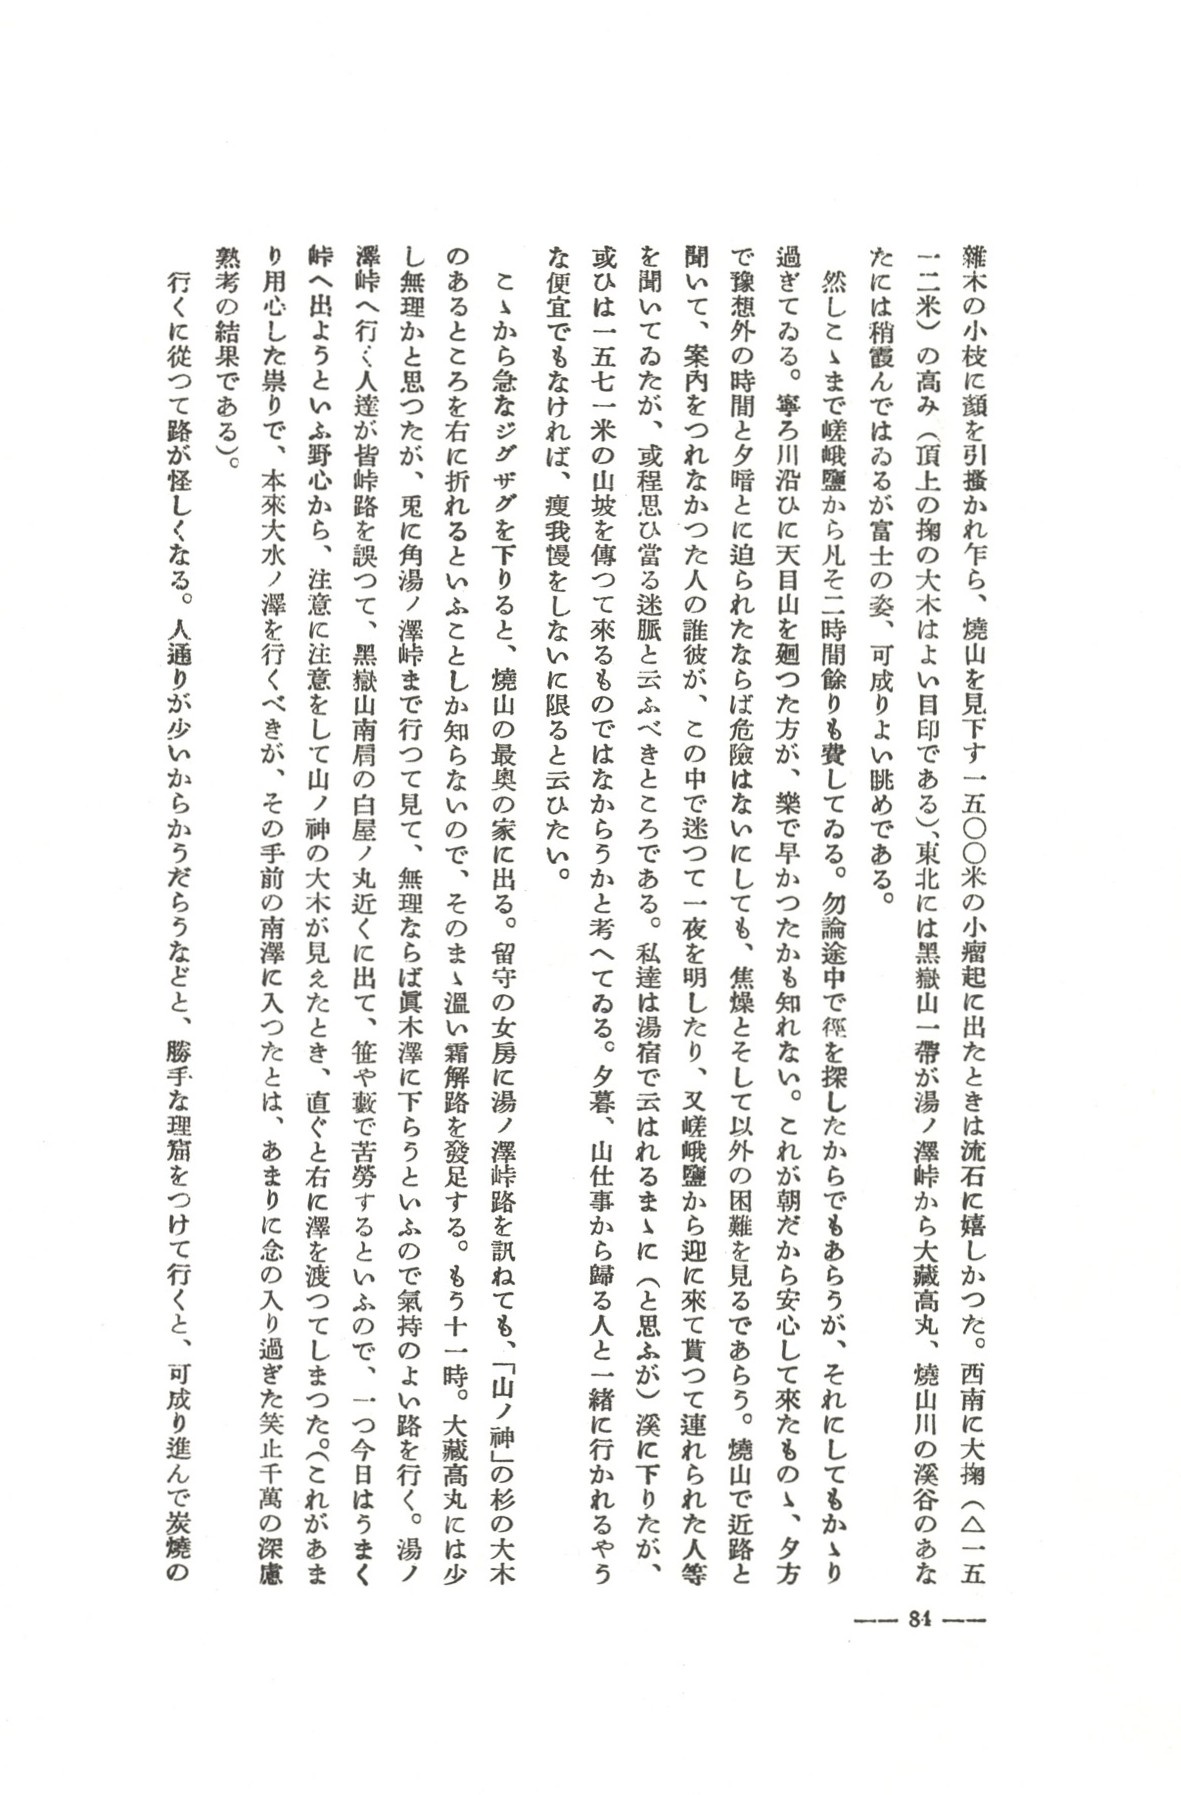 雜木の小枝に顏を引搔かれ乍ら、燒山を見下す一五〇〇米の小瘤起に出たときは流石に嬉しかつた。西南に大掬（△一五
一二米）の高み（頂上の掬の大木はよい目印である）、東北には黑嶽山一帶が湯ノ澤峠から大藏高丸、燒山川の溪谷のあな
たには稍霞んではゐるが富士の姿、可成りよい眺めである。
然しこゝまで嵯峨鹽から凡そ二時間餘りも費してゐる。勿論途中で徑を探したからでもあらうが、それにしてもかゝり
過ぎてゐる。寧ろ川沿ひに天目山を廻つた方が、樂で早かつたかも知れない。これが朝だから安心して來たものゝ、夕方
で豫想外の時間と夕暗とに迫られたならば危險はないにしても、焦燥とそして以外の困難を見るであらう。燒山で近路と
聞いて、案內をつれなかつた人の誰彼が、この中で迷つて一夜を明したり、又嵯峨鹽から迎に來て貰つて連れられた人等
を聞いてゐたが、或程思ひ當る迷脈と云ふべきところである。私達は湯宿で云はれるまゝに（と思ふが）溪に下りたが、
或ひは一五七一米の山坡を傳つて來るものではなからうかと考へてゐる。夕暮、山仕事から歸る人と一緒に行かれるやう
な便宜でもなければ、瘦我慢をしないに限ると云ひたい。
こゝから急なジグザグを下りると、燒山の最奧の家に出る。留守の女房に湯ノ澤峠路を訊ねても、「山ノ神」の杉の大木
のあるところを右に折れるといふことしか知らないので、そのまゝ溫い霜解路を發足する。もう十一時。大藏高丸には少
し無理かと思つたが、兎に角湯ノ澤峠まで行つて見て、無理ならば眞木澤に下らうといふので氣持のよい路を行く。湯ノ
澤峠へ行く人達が皆峠路を誤つて、黑嶽山南肩の白屋ノ丸近くに出て、笹や藪で苦勞するといふので、一つ今日はうまく
峠へ出ようといふ野心から、注意に注意をして山ノ神の大木が見えたとき、直ぐと右に澤を渡つてしまつた。（これがあま
り用心した祟りで、本來大水ノ澤を行くべきが、その手前の南澤に入つたとは、あまりに念の入り過ぎた笑止千萬の深慮
熟考の結果である）。
行くに從つて路が怪しくなる。人通りが少いからかうだらうなどと、勝手な理窟をつけて行くと、可成り進んで炭燒の
—— 84 ——